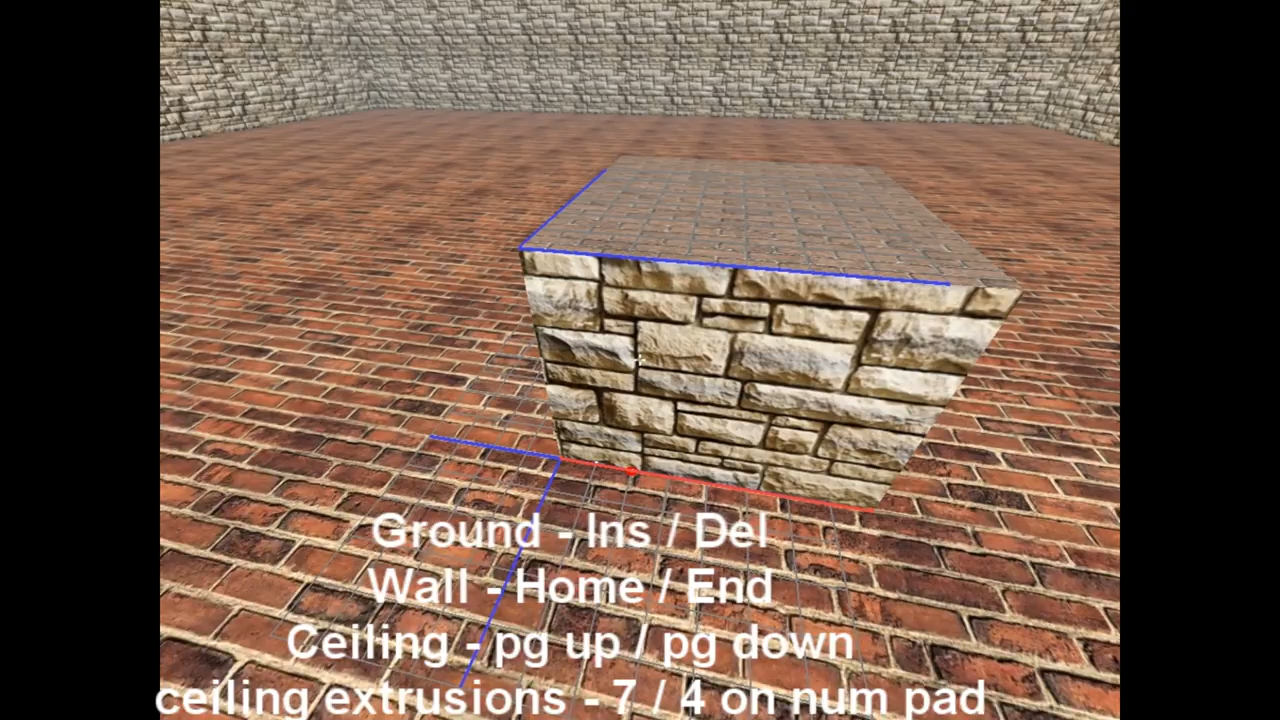 Ground - Ins / Del
Wall - Home / End
Ceiling - pg up / pg down
ceiling extrusions - 7 / 4 on num pad